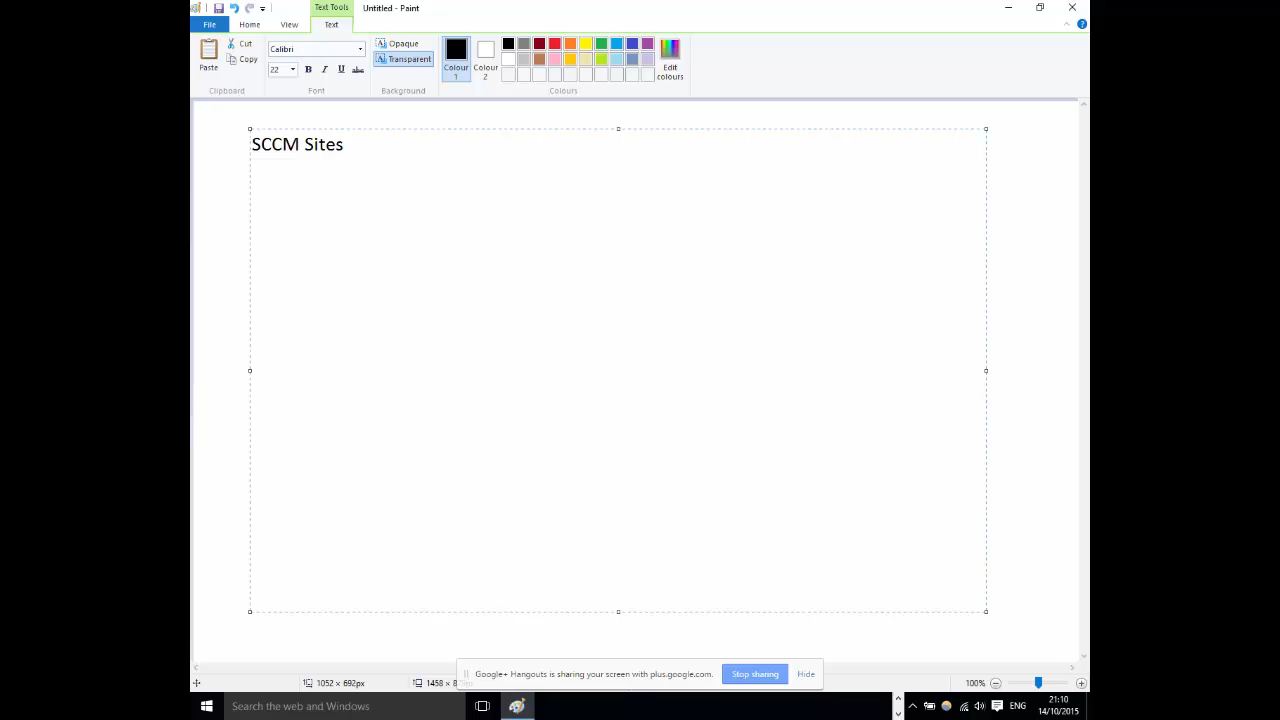 Text Tools
Untitled - Paint
File
Home
View
Text
Cut
Copy
Paste
Clipboard
Calibri
22
B I U abc
Font
Opaque
Transparent
Background
Colour 1
Colour 2
Edit colours
Colours
SCCM Sites
Google+ Hangouts is sharing your screen with plus.google.com.
Stop sharing
Hide
1052 × 692px
1458 ×
100%
Search the web and Windows
ENG
21:10
14/10/2015